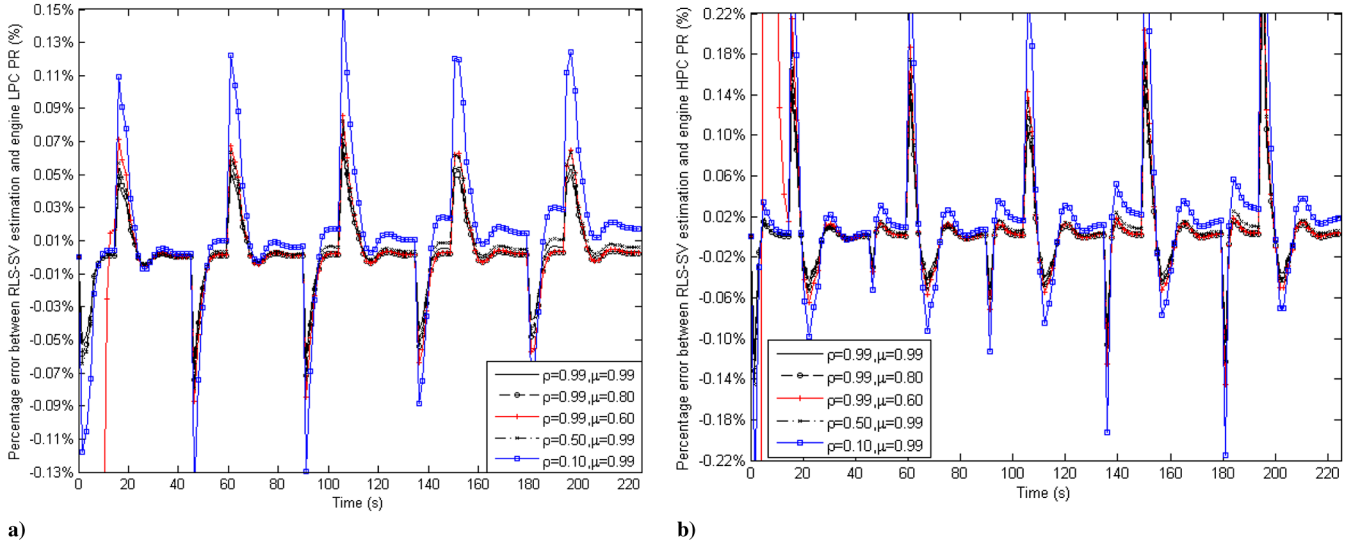 Percentage error between RLS-SV estimation and engine LPC PR (%)
0.15%
0.13%
0.11%
0.09%
0.07%
0.05%
0.03%
0.01%
-0.01%
-0.03%
-0.05%
-0.07%
-0.09%
-0.11%
-0.13%
0 20 40 60 80 100 120 140 160 180 200 220
Time (s)
ρ=0.99,μ=0.99
ρ=0.99,μ=0.80
ρ=0.99,μ=0.60
ρ=0.50,μ=0.99
ρ=0.10,μ=0.99
a)
Percentage error between RLS-SV estimation and engine HPC PR (%)
0.22%
0.18%
0.14%
0.10%
0.06%
0.02%
-0.02%
-0.06%
-0.10%
-0.14%
-0.18%
-0.22%
0 20 40 60 80 100 120 140 160 180 200 220
Time (s)
ρ=0.99,μ=0.99
ρ=0.99,μ=0.80
ρ=0.99,μ=0.60
ρ=0.50,μ=0.99
ρ=0.10,μ=0.99
b)